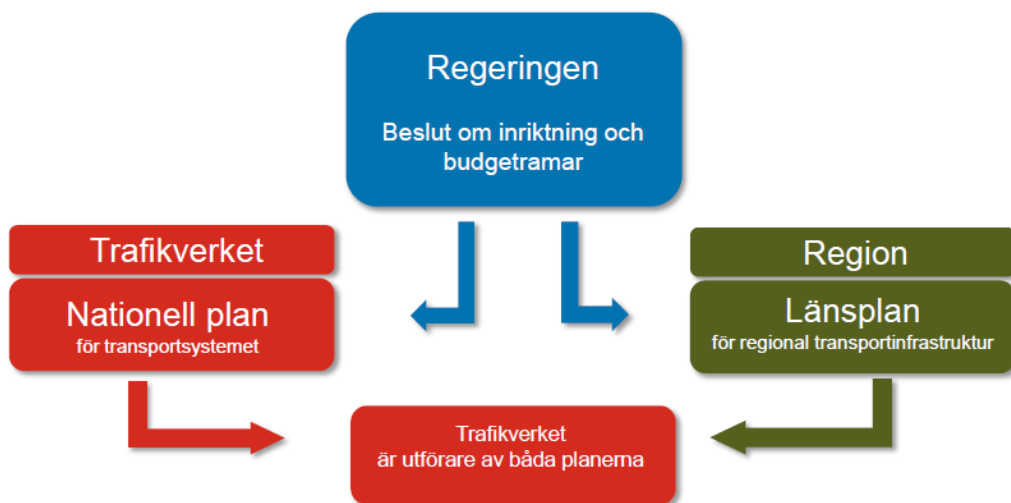 Regeringen
Beslut om inriktning och
budgetramar
Trafikverket
Nationell plan
för transportsystemet
Region
Länsplan
för regional transportinfrastruktur
Trafikverket
är utförare av båda planerna